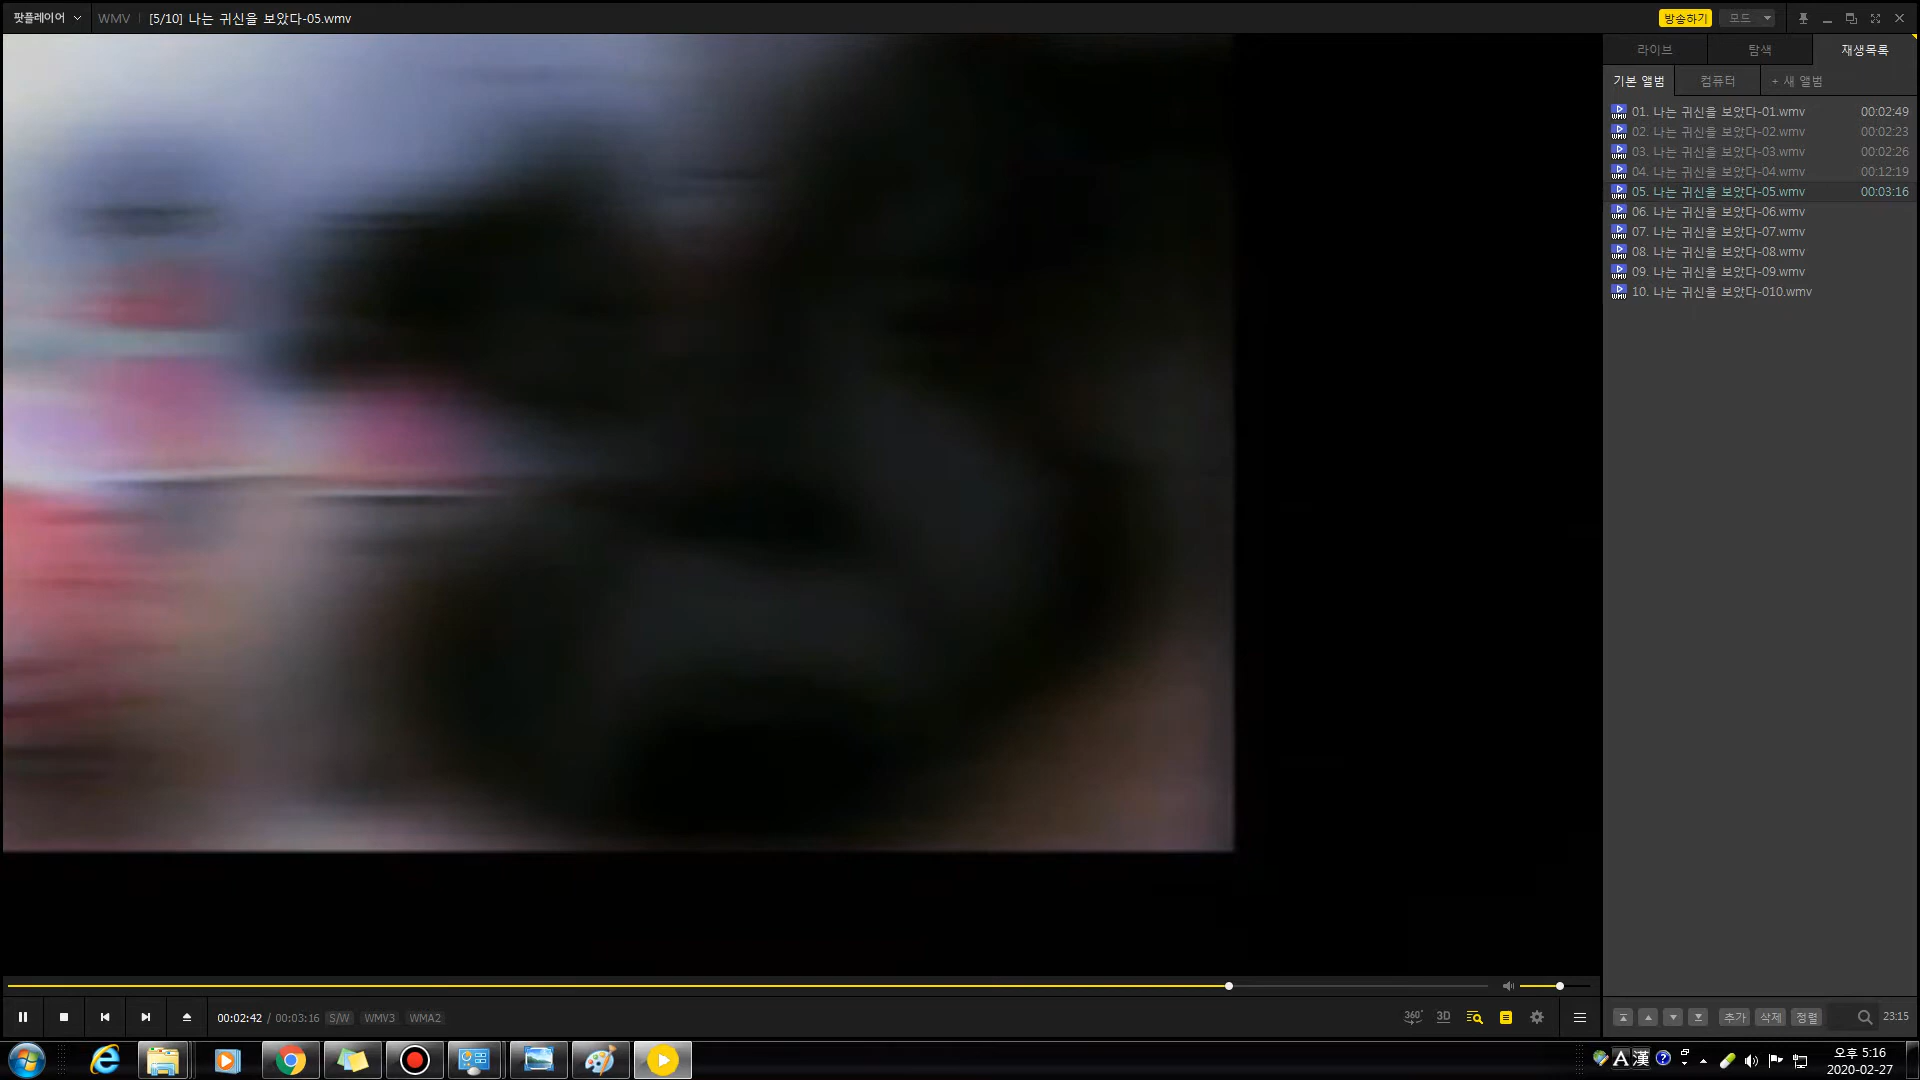 팟플레이어 WMV [5/10] 나는 귀신을 보았다-05.wmv 방송하기 모드
라이브 탐색 재생목록
기본 앨범 컴퓨터 + 새 앨범
01. 나는 귀신을 보았다-01.wmv 00:02:49
02. 나는 귀신을 보았다-02.wmv 00:02:23
03. 나는 귀신을 보았다-03.wmv 00:02:26
04. 나는 귀신을 보았다-04.wmv 00:12:19
05. 나는 귀신을 보았다-05.wmv 00:03:16
06. 나는 귀신을 보았다-06.wmv
07. 나는 귀신을 보았다-07.wmv
08. 나는 귀신을 보았다-08.wmv
09. 나는 귀신을 보았다-09.wmv
10. 나는 귀신을 보았다-010.wmv
00:02:42 / 00:03:16 S/W WMV3 WMA2 360° 3D 추가 삭제 정렬 23:15
A 漢 오후 5:16
2020-02-27